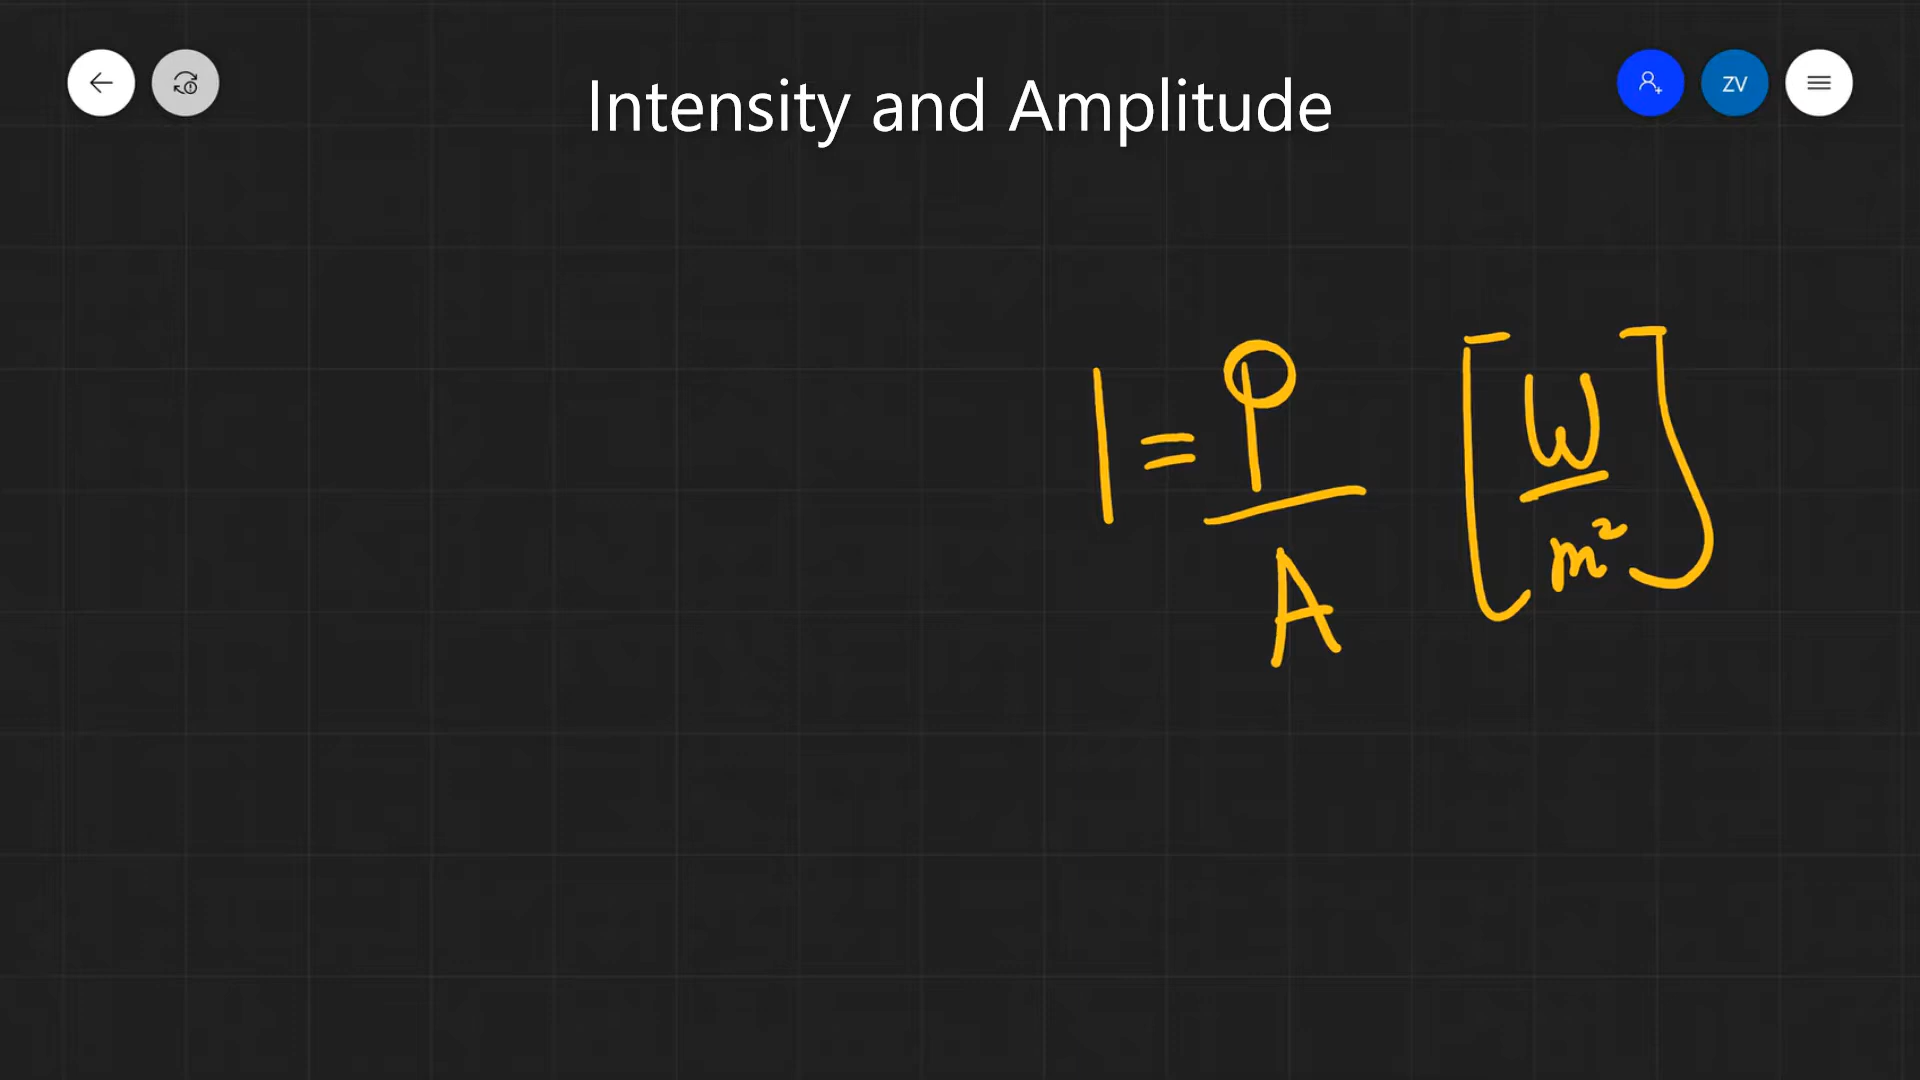 ZV
Intensity and Amplitude
I = P/A [W/m²]